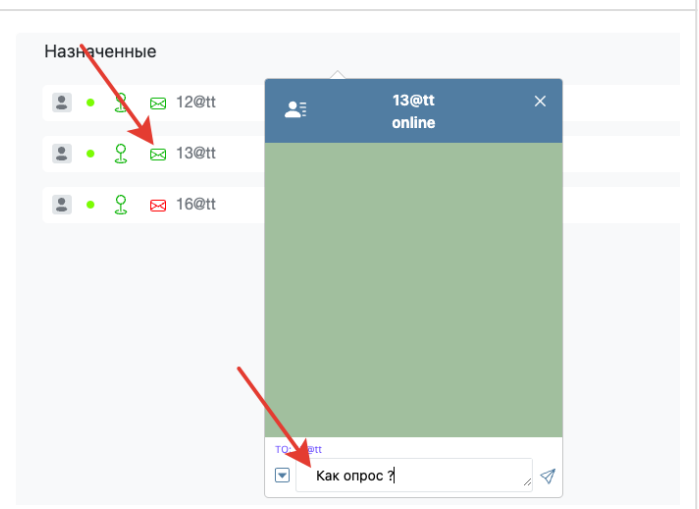 Назначенные
12@tt
13@tt
16@tt
13@tt
online
Как опрос ?